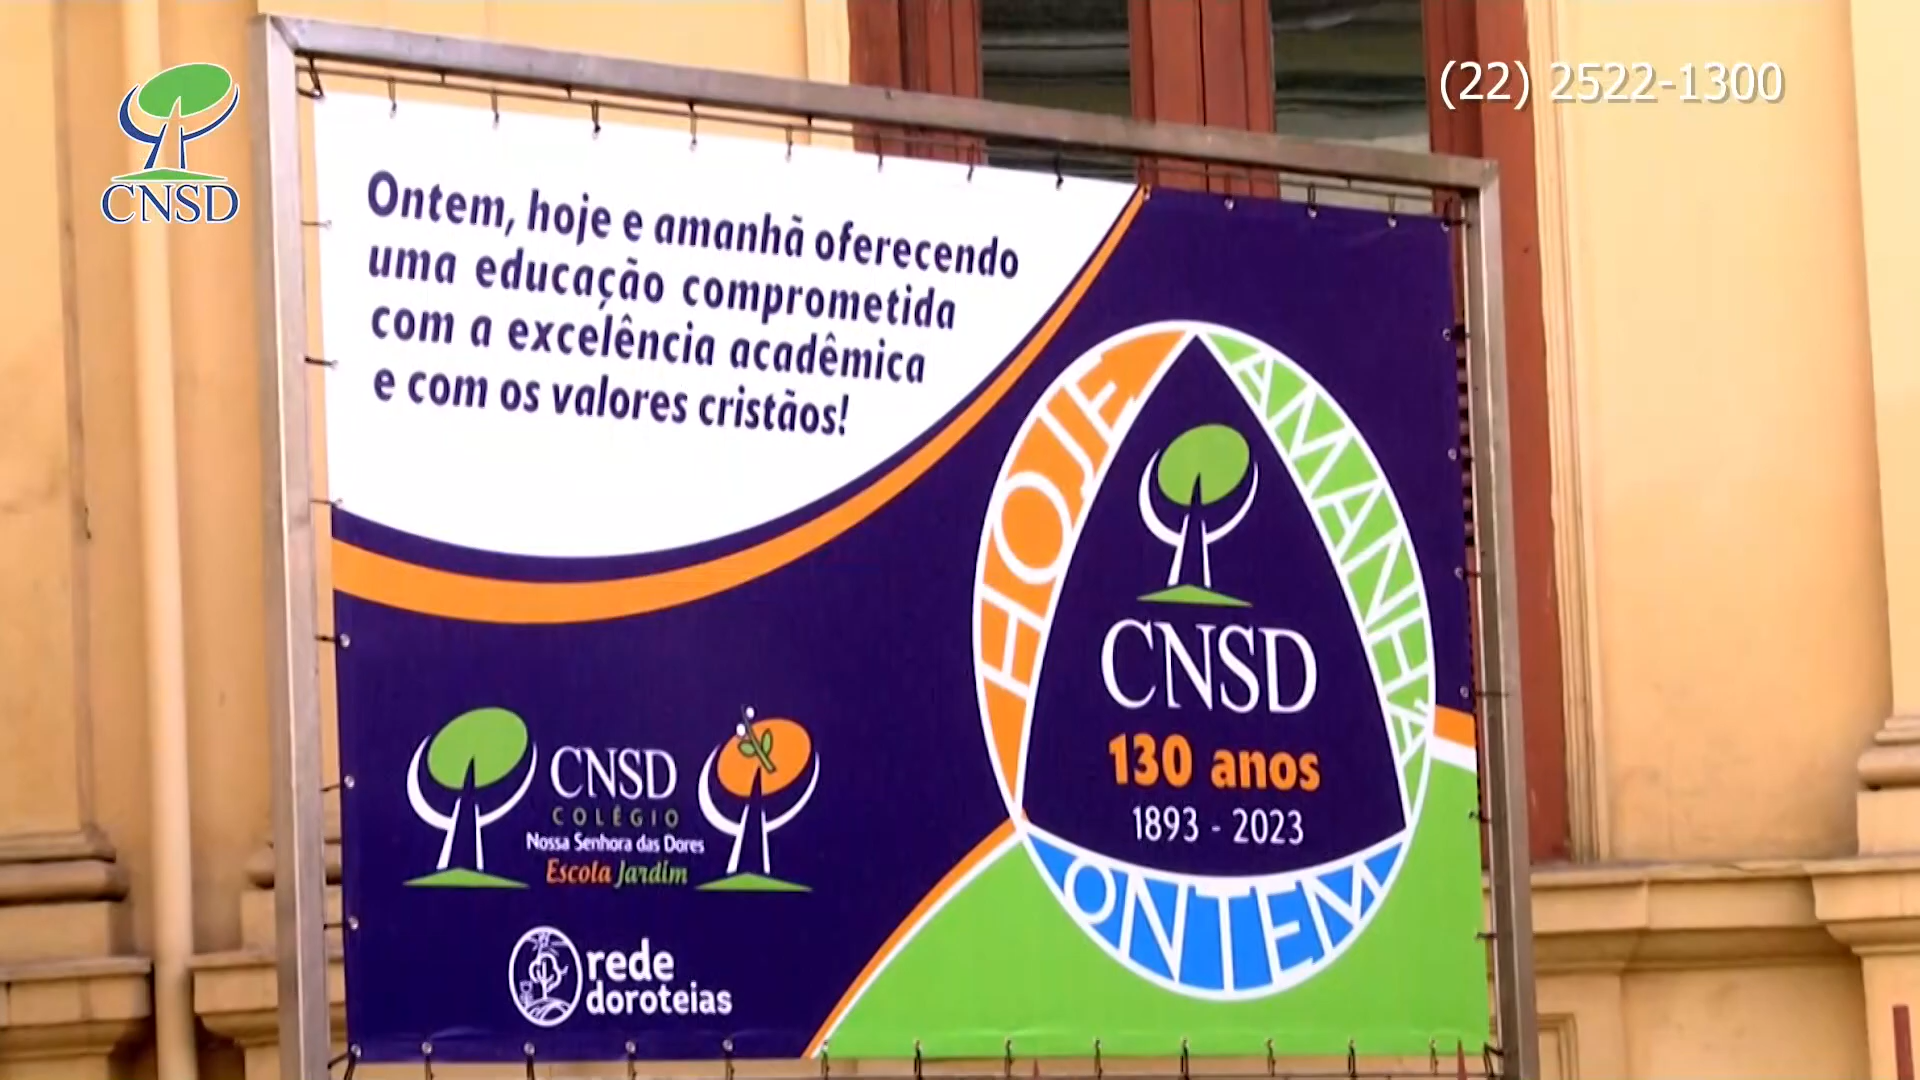 CNSD
(22) 2522-1300
Ontem, hoje e amanhã oferecendo
uma educação comprometida
com a excelência acadêmica
e com os valores cristãos!
HOJE
AMANHÃ
ONTEM
CNSD
130 anos
1893 - 2023
CNSD
COLÉGIO
Nossa Senhora das Dores
Escola Jardim
rede
doroteias